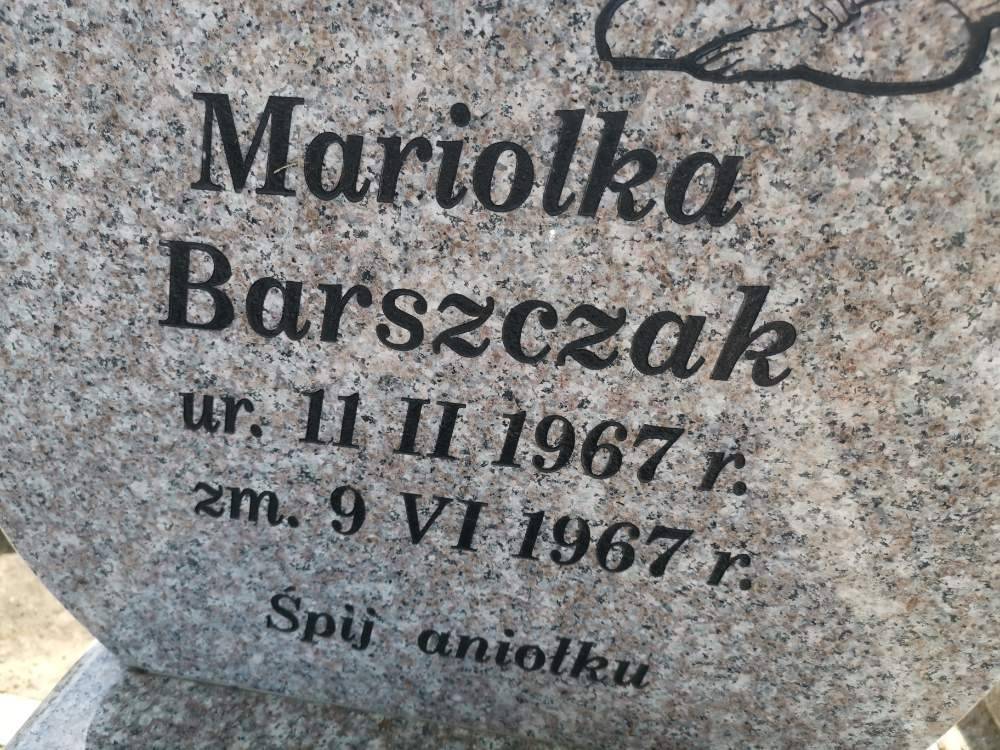 Mariolka
Barszczak
ur. 11 II 1967 r.
zm. 9 VI 1967 r.
Śpij aniołku